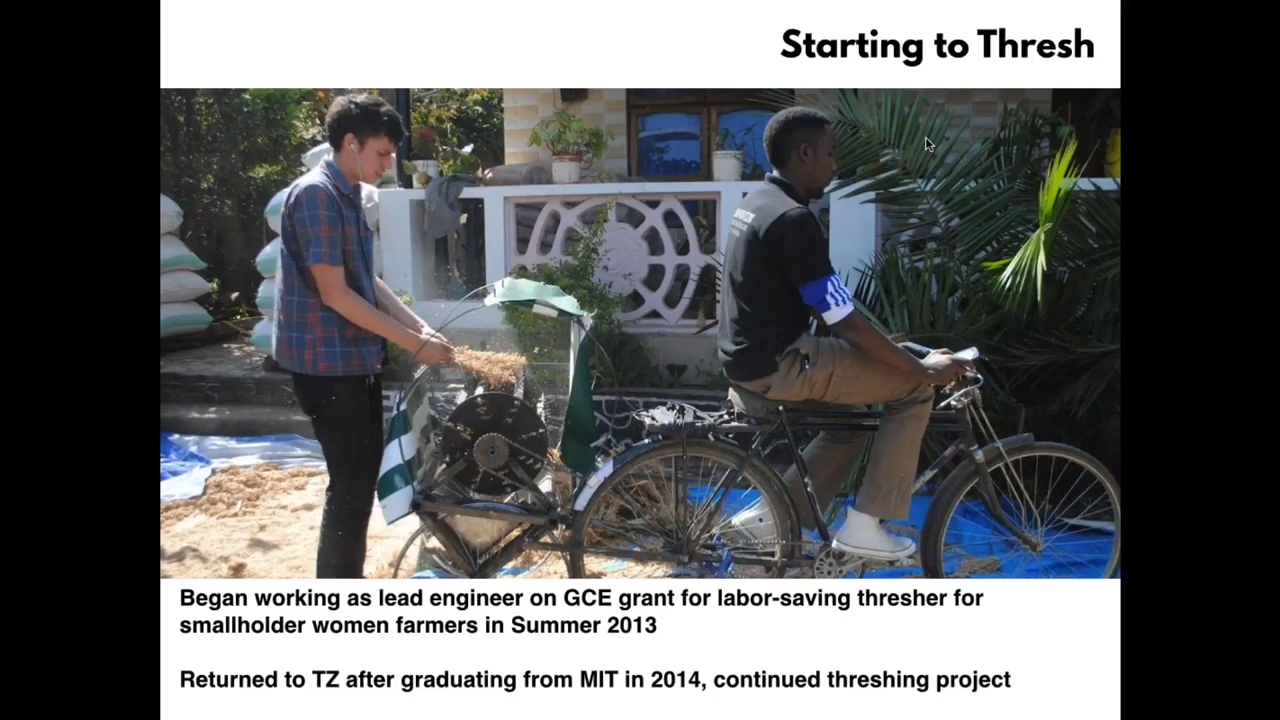 Starting to Thresh
Began working as lead engineer on GCE grant for labor-saving thresher for
smallholder women farmers in Summer 2013
Returned to TZ after graduating from MIT in 2014, continued threshing project